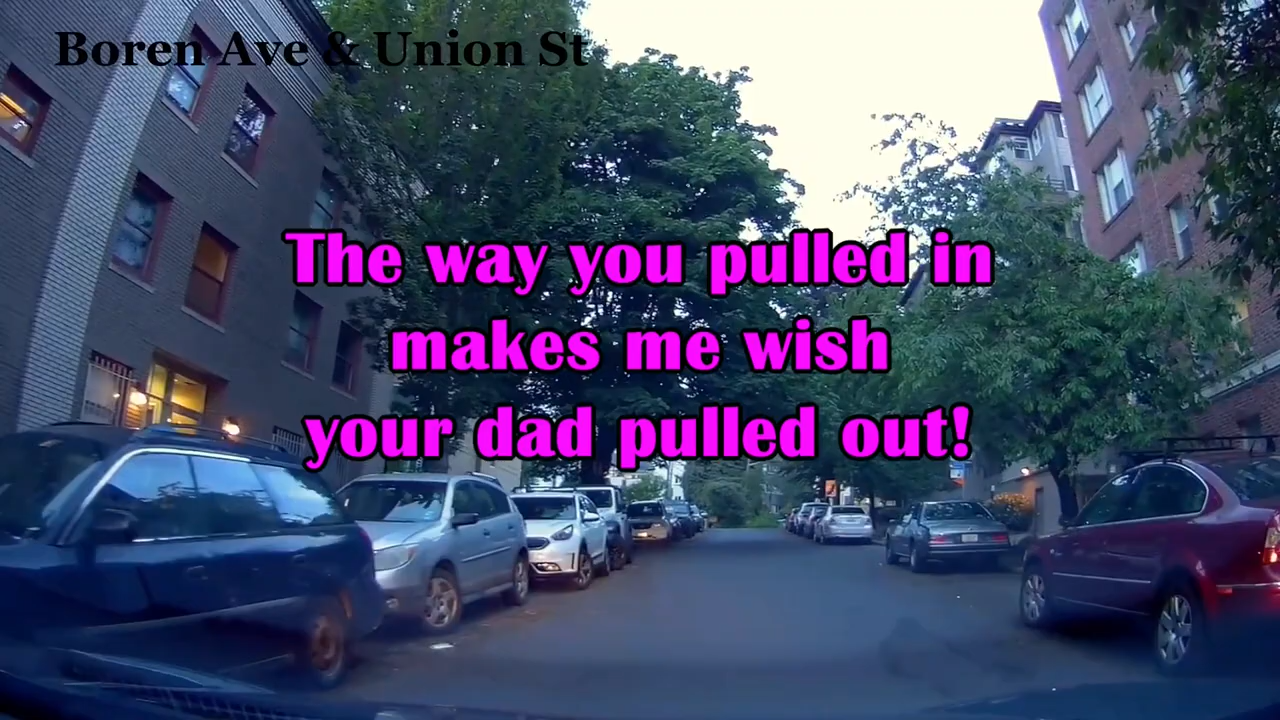 Boren Ave & Union St
The way you pulled in
makes me wish
your dad pulled out!